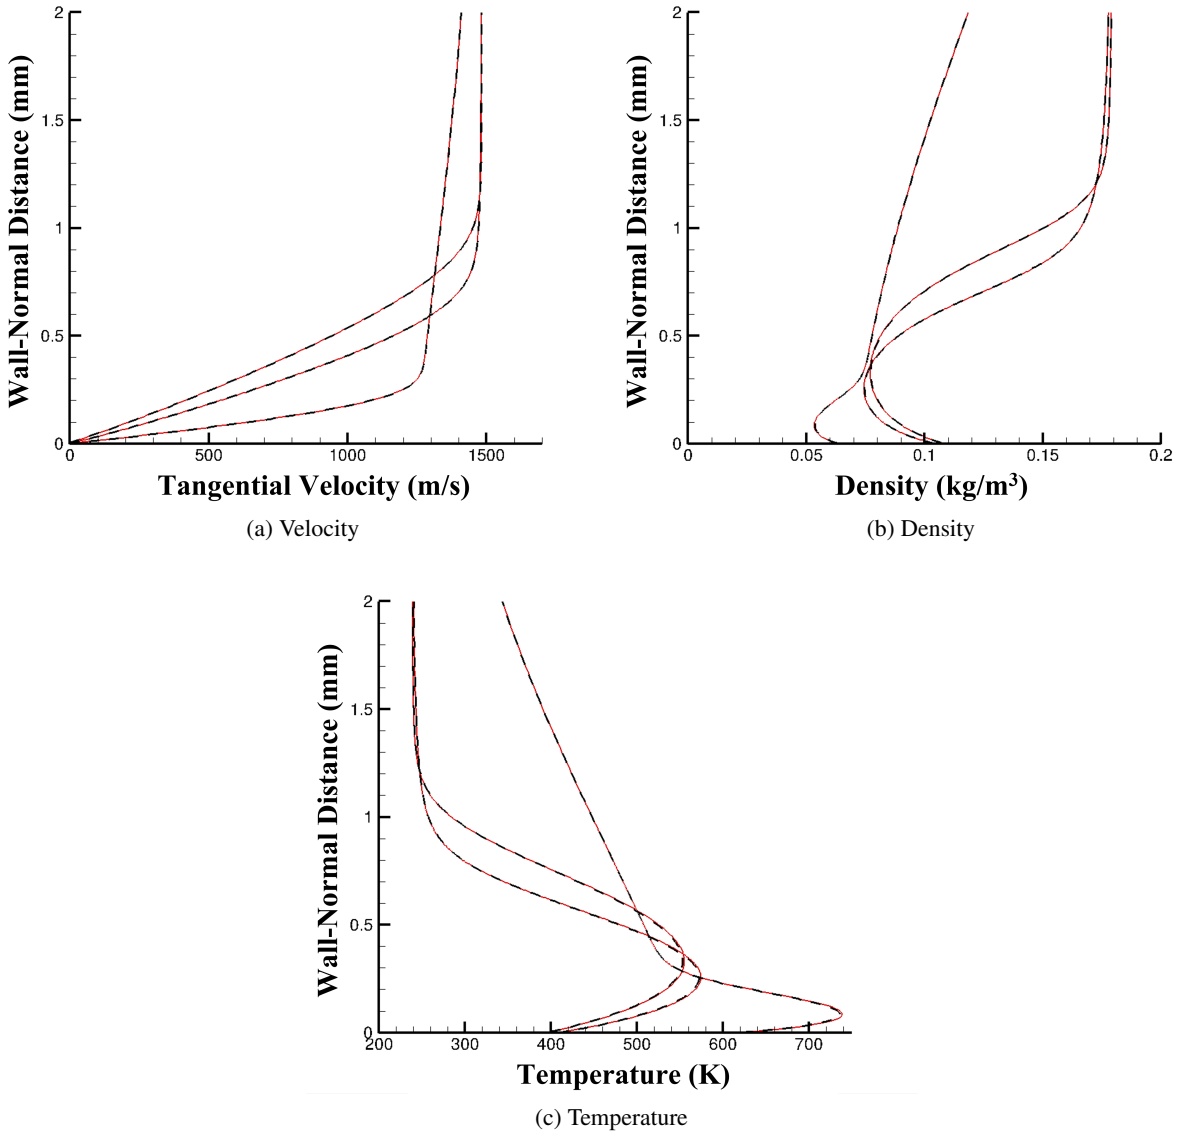 2
1.5
1
0.5
0
0 500 1000 1500
Wall-Normal Distance (mm)
Tangential Velocity (m/s)
(a) Velocity
2
1.5
1
0.5
0
0 0.05 0.1 0.15 0.2
Wall-Normal Distance (mm)
Density (kg/m³)
(b) Density
2
1.5
1
0.5
0
200 300 400 500 600 700
Wall-Normal Distance (mm)
Temperature (K)
(c) Temperature